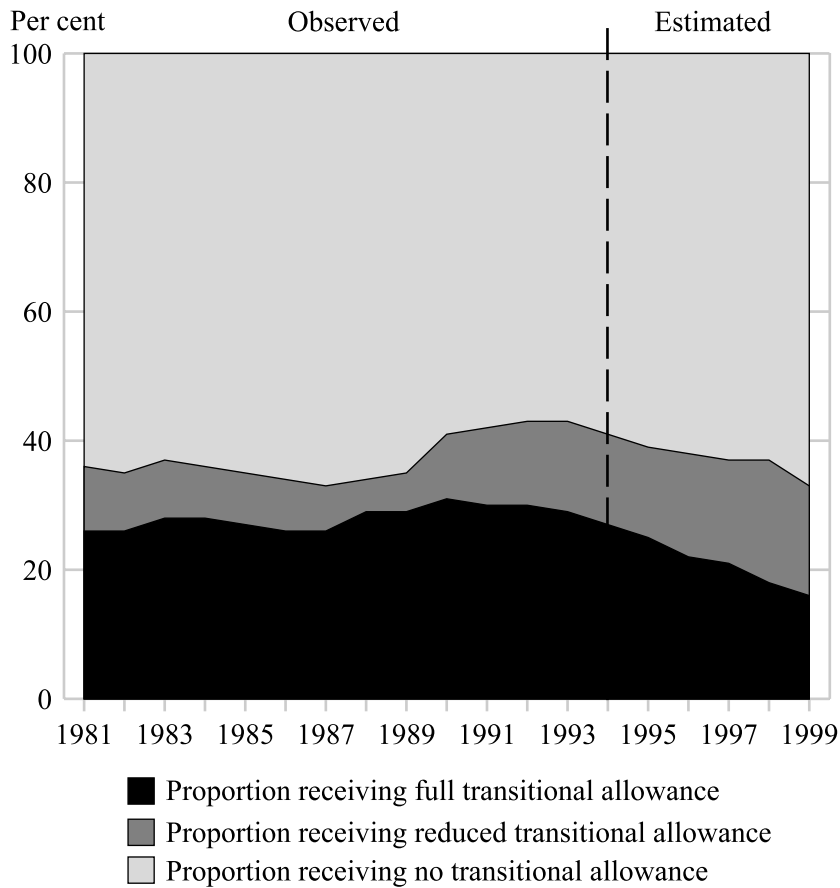 Per cent
Observed
Estimated
100
80
60
40
20
0
1981 1983 1985 1987 1989 1991 1993 1995 1997 1999
Proportion receiving full transitional allowance
Proportion receiving reduced transitional allowance
Proportion receiving no transitional allowance